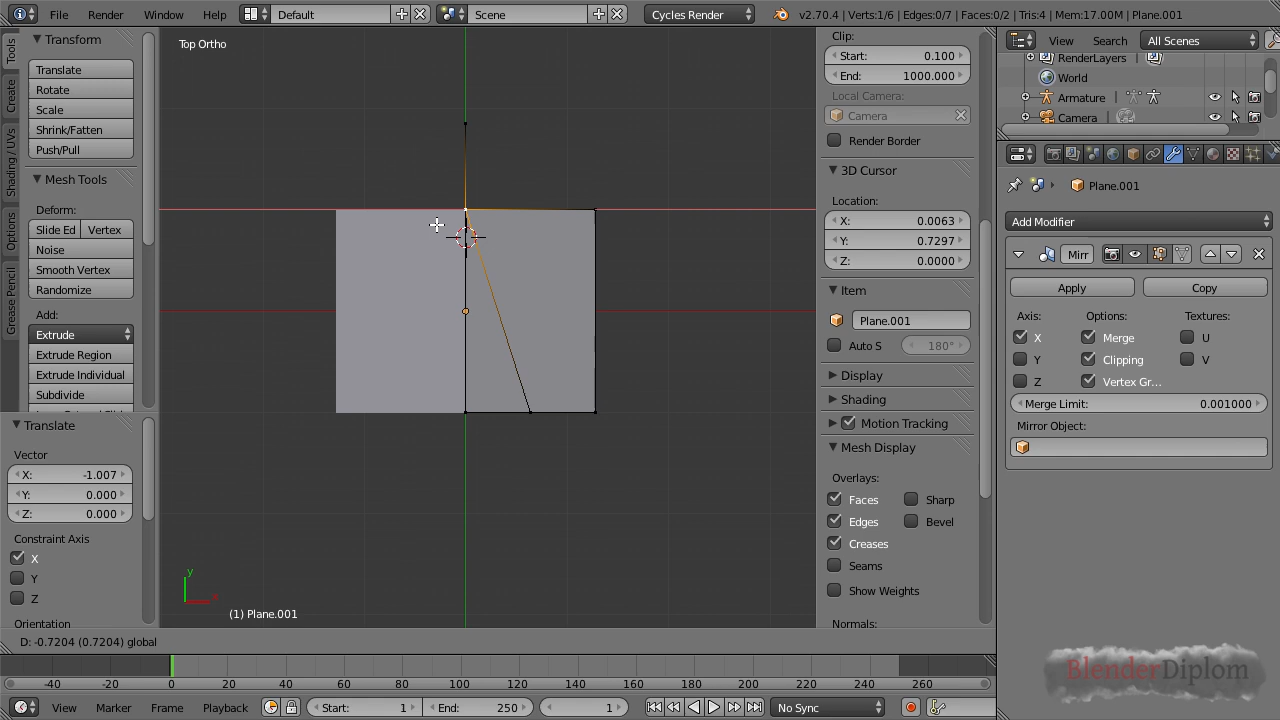 File Render Window Help Default Scene Cycles Render v2.70.4 | Verts:1/6 | Edges:0/7 | Faces:0/2 | Tris:4 | Mem:17.00M | Plane.001
Tools
Create
Shading / UVs
Options
Grease Pencil
Transform
Translate
Rotate
Scale
Shrink/Fatten
Push/Pull
Mesh Tools
Deform:
Slide Ed Vertex
Noise
Smooth Vertex
Randomize
Add:
Extrude
Extrude Region
Extrude Individual
Subdivide
Translate
Vector
X: -1.007
Y: 0.000
Z: 0.000
Constraint Axis
X
Y
Z
Orientation
Top Ortho
y
x
(1) Plane.001
D: -0.7204 (0.7204) global
Clip:
Start: 0.100
End: 1000.000
Local Camera:
Camera
Render Border
3D Cursor
Location:
X: 0.0063
Y: 0.7297
Z: 0.0000
Item
Plane.001
Auto S 180°
Display
Shading
Motion Tracking
Mesh Display
Overlays:
Faces Sharp
Edges Bevel
Creases
Seams
Show Weights
Normals:
View Search All Scenes
RenderLayers
World
Armature
Camera
Plane.001
Add Modifier
Mirr
Apply Copy
Axis: Options: Textures:
X Merge U
Y Clipping V
Z Vertex Gr...
Merge Limit: 0.001000
Mirror Object:
-40 -20 0 20 40 60 80 100 120 140 160 180 200 220 240 260
View Marker Frame Playback Start: 1 End: 250 1 No Sync
BlenderDiplom